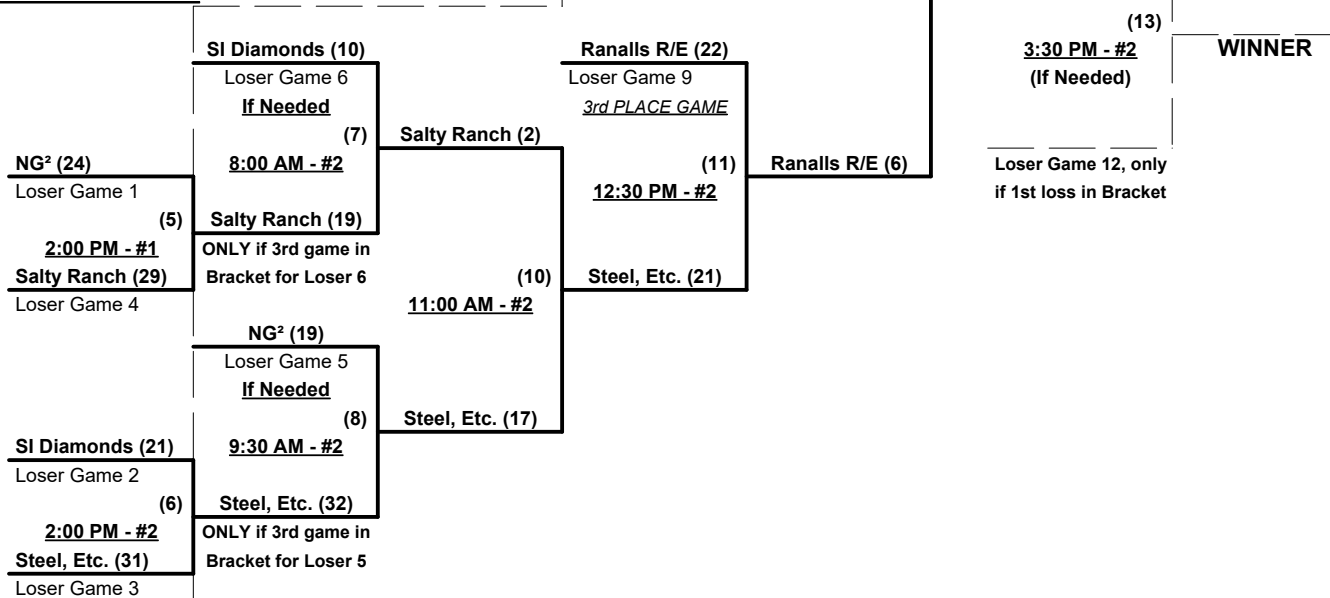 (13)
SI Diamonds (10)
Ranalls R/E (22)
3:30 PM - #2
WINNER
Loser Game 6
Loser Game 9
(If Needed)
If Needed
3rd PLACE GAME
(7)
Salty Ranch (2)
NG² (24)
8:00 AM - #2
(11)
Ranalls R/E (6)
Loser Game 12, only
Loser Game 1
12:30 PM - #2
if 1st loss in Bracket
(5)
Salty Ranch (19)
2:00 PM - #1
ONLY if 3rd game in
Salty Ranch (29)
Bracket for Loser 6
(10)
Steel, Etc. (21)
Loser Game 4
11:00 AM - #2
NG² (19)
Loser Game 5
If Needed
(8)
Steel, Etc. (17)
SI Diamonds (21)
9:30 AM - #2
Loser Game 2
(6)
Steel, Etc. (32)
2:00 PM - #2
ONLY if 3rd game in
Steel, Etc. (31)
Bracket for Loser 5
Loser Game 3